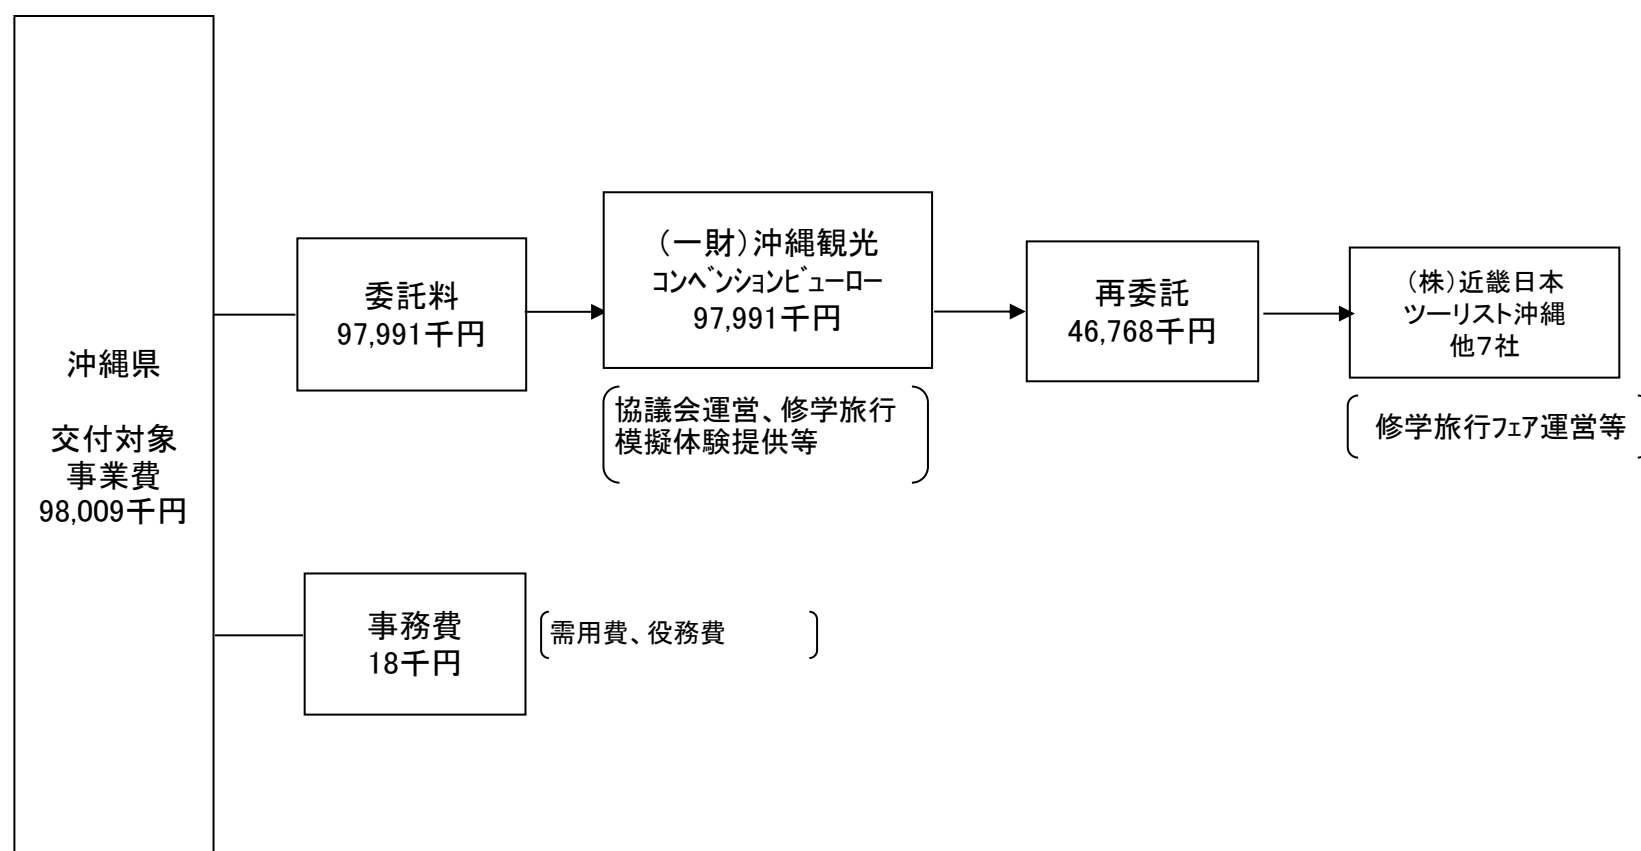 沖縄県
交付対象
事業費
98,009千円
委託料
97,991千円
（一財）沖縄観光
ｺﾝﾍﾞﾝｼｮﾝﾋﾞｭｰﾛｰ
97,991千円
協議会運営、修学旅行
模擬体験提供等
再委託
46,768千円
（株）近畿日本
ツーリスト沖縄
他７社
修学旅行ﾌｪｱ運営等
事務費
18千円
需用費、役務費